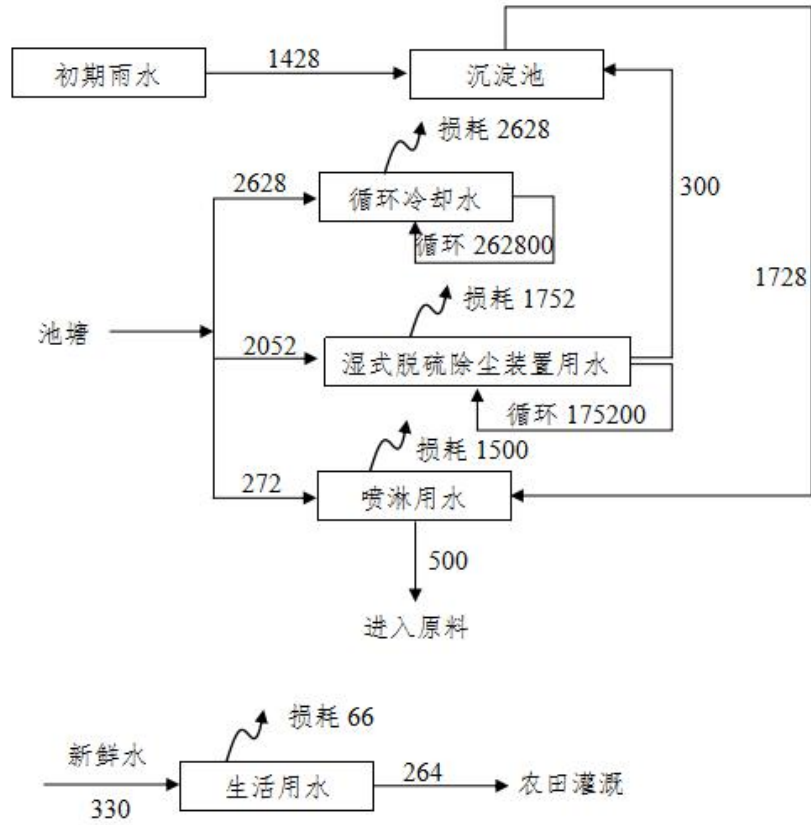 初期雨水
1428
沉淀池
损耗 2628
2628
循环冷却水
300
循环 262800
1728
损耗 1752
池塘
2052
湿式脱硫除尘装置用水
循环 175200
损耗 1500
272
喷淋用水
500
进入原料
损耗 66
新鲜水
330
生活用水
264
农田灌溉